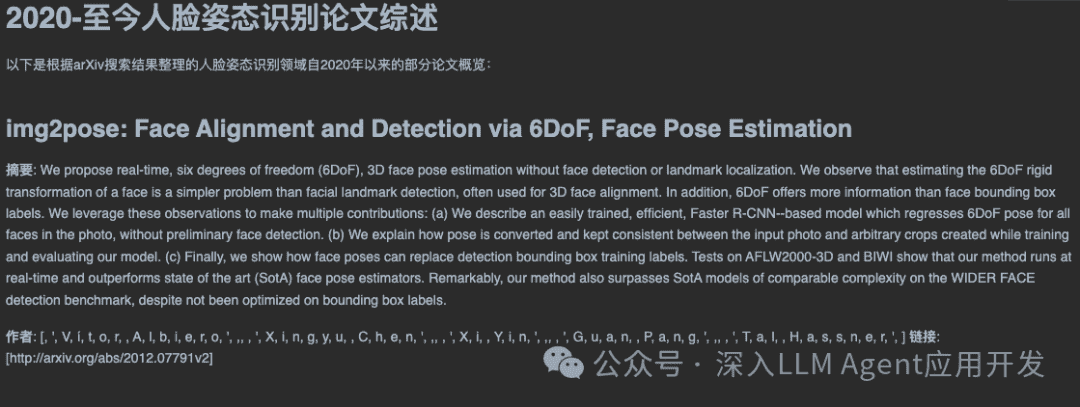 2020-至今人脸姿态识别论文综述
以下是根据arXiv搜索结果整理的人脸姿态识别领域自2020年以来的部分论文概览：
img2pose: Face Alignment and Detection via 6DoF, Face Pose Estimation
摘要: We propose real-time, six degrees of freedom (6DoF), 3D face pose estimation without face detection or landmark localization. We observe that estimating the 6DoF rigid
transformation of a face is a simpler problem than facial landmark detection, often used for 3D face alignment. In addition, 6DoF offers more information than face bounding box
labels. We leverage these observations to make multiple contributions: (a) We describe an easily trained, efficient, Faster R-CNN--based model which regresses 6DoF pose for all
faces in the photo, without preliminary face detection. (b) We explain how pose is converted and kept consistent between the input photo and arbitrary crops created while training
and evaluating our model. (c) Finally, we show how face poses can replace detection bounding box training labels. Tests on AFLW2000-3D and BIWI show that our method runs at
real-time and outperforms state of the art (SotA) face pose estimators. Remarkably, our method also surpasses SotA models of comparable complexity on the WIDER FACE
detection benchmark, despite not been optimized on bounding box labels.
作者: [, ', V, í, t, o, r, , A, l, b, i, e, r, o, ', ,, , ', X, i, n, g, y, u, , C, h, e, n, ', ,, , ', X, i, , Y, i, n, ', ,, , ', G, u, a, n, , P, a, n, g, ', ,, , ', T, a, l, , H, a, s, s, n, e, r, ', ] 链接:
[http://arxiv.org/abs/2012.07791v2]
公众号 · 深入LLM Agent应用开发